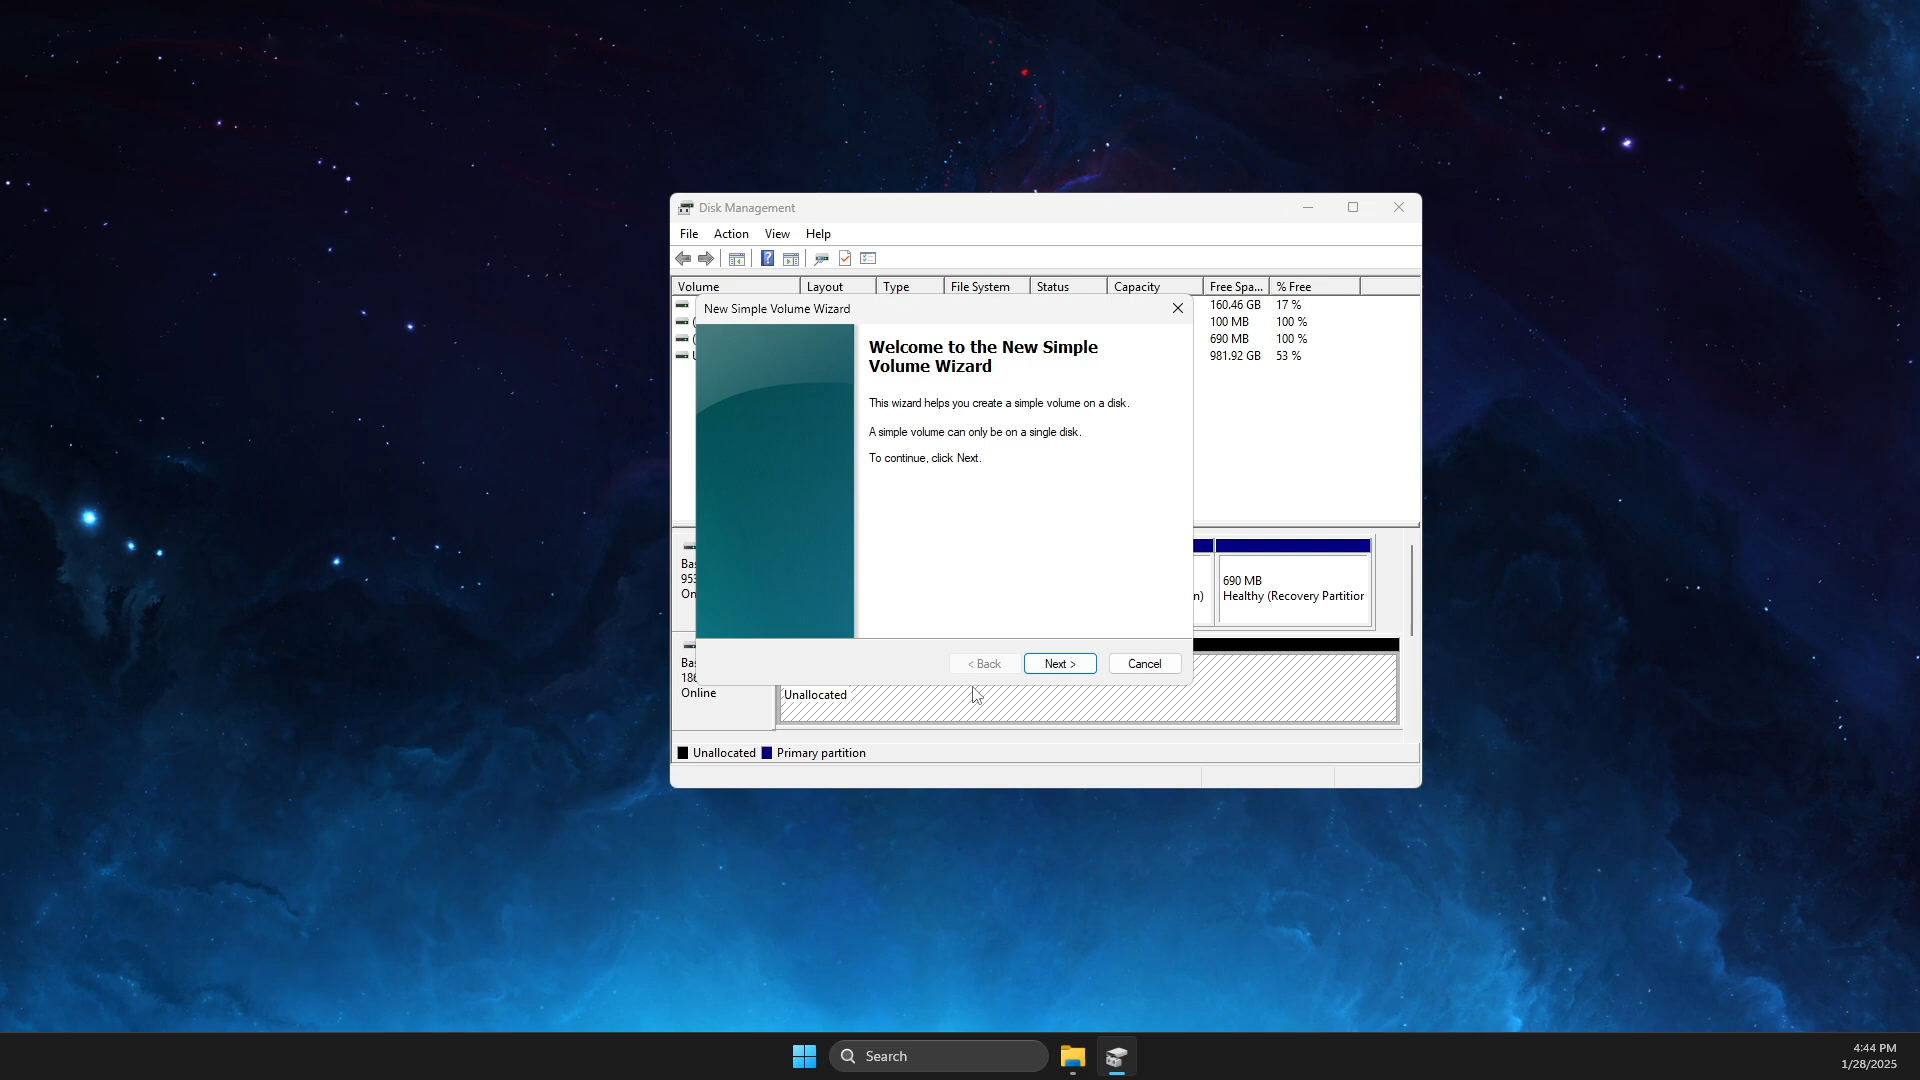 Disk Management
File Action View Help
Volume Layout Type File System Status Capacity Free Spa... % Free
160.46 GB 17 %
100 MB 100 %
690 MB 100 %
981.92 GB 53 %
New Simple Volume Wizard
Welcome to the New Simple
Volume Wizard
This wizard helps you create a simple volume on a disk.
A simple volume can only be on a single disk.
To continue, click Next.
< Back Next > Cancel
690 MB
n) Healthy (Recovery Partition
Online
Unallocated
Unallocated Primary partition
Search
4:44 PM
1/28/2025